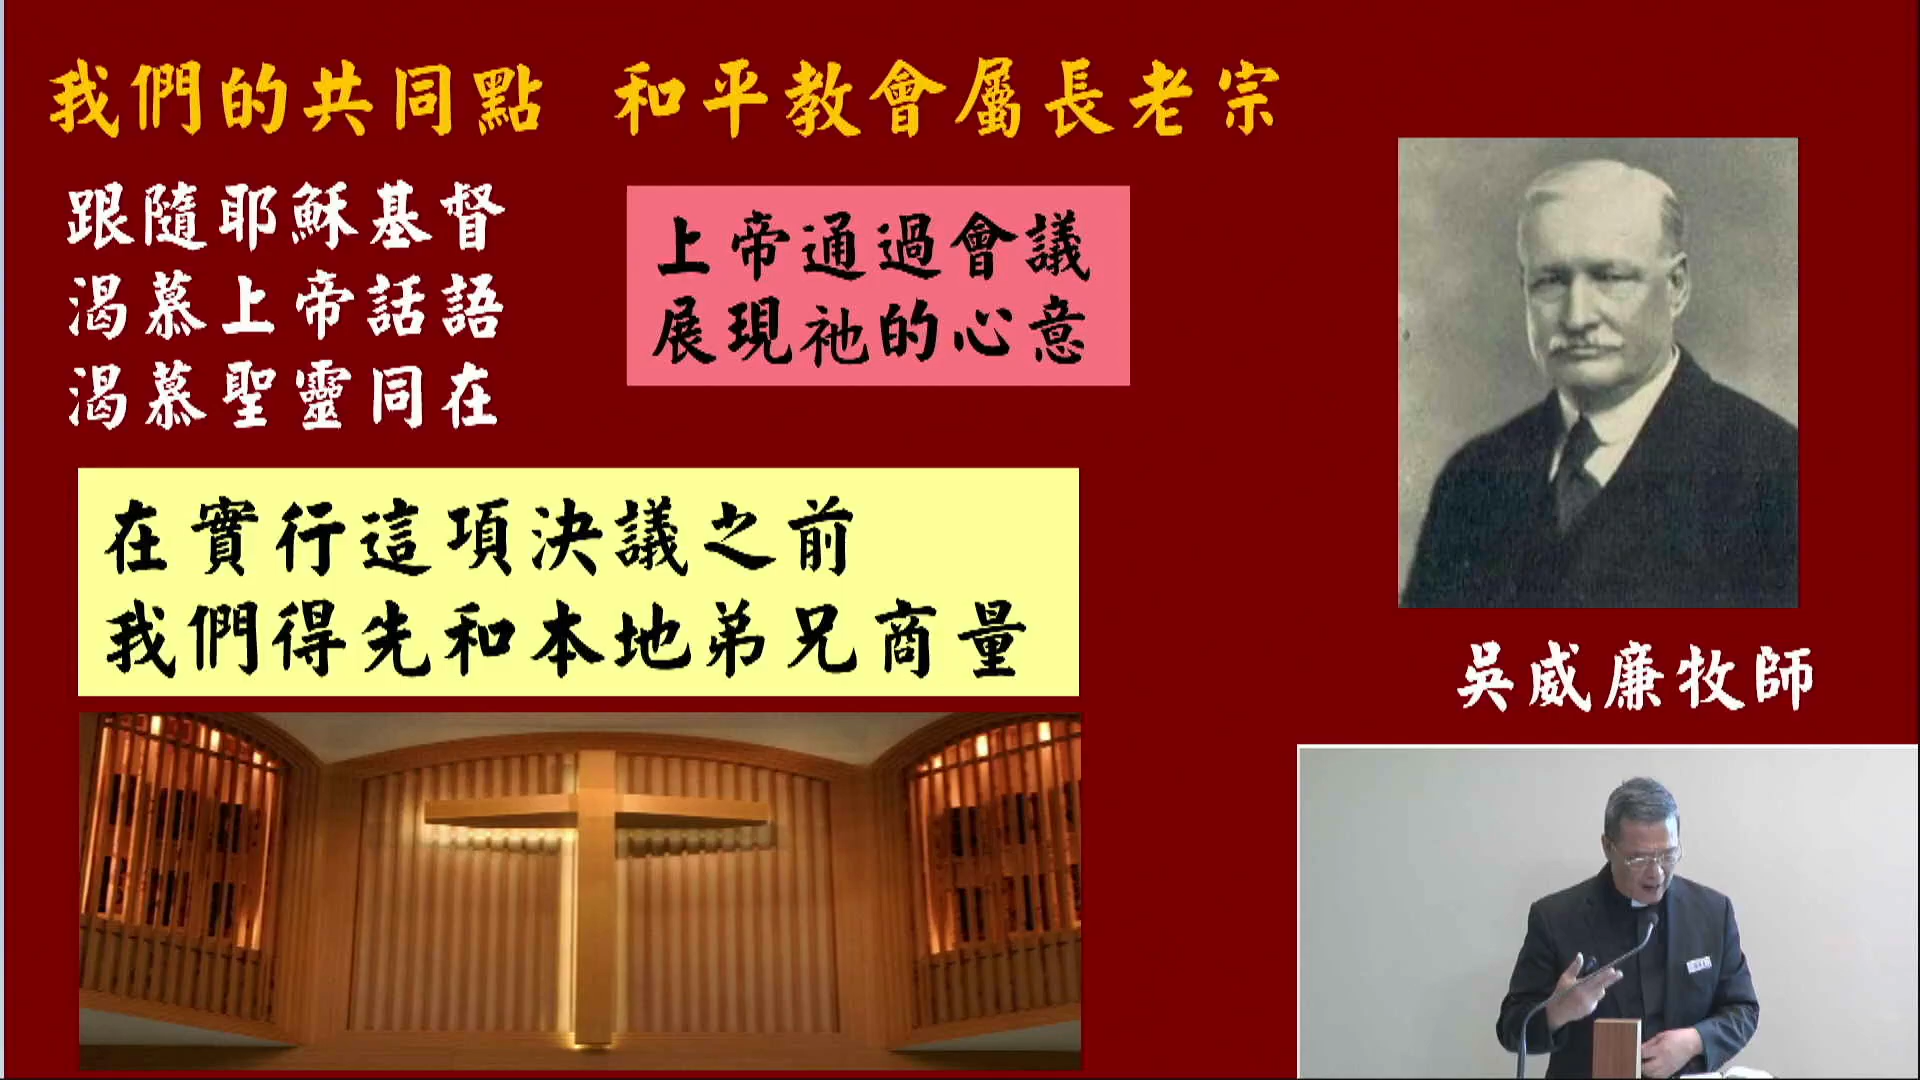 我們的共同點 和平教會屬長老宗
跟隨耶穌基督
渴慕上帝話語
渴慕聖靈同在
上帝通過會議
展現祂的心意
在實行這項決議之前
我們得先和本地弟兄商量
吳威廉牧師